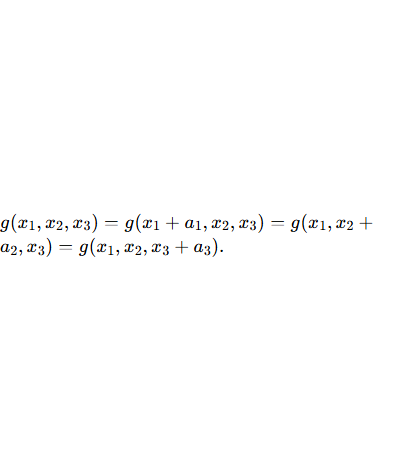 g(x₁, x₂, x₃) = g(x₁ + a₁, x₂, x₃) = g(x₁, x₂ +
a₂, x₃) = g(x₁, x₂, x₃ + a₃).